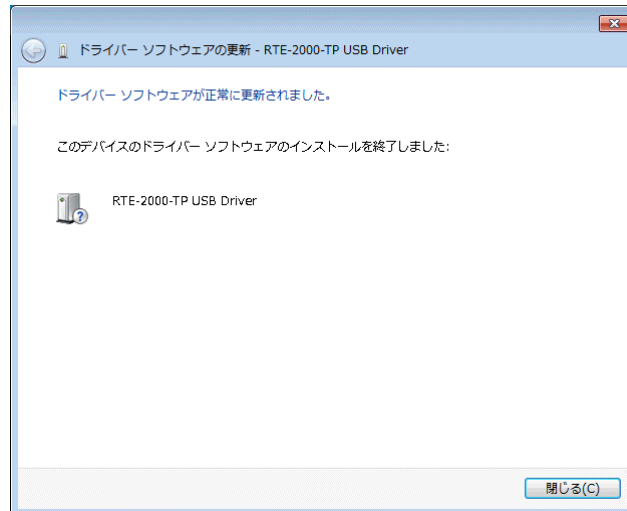 ドライバー ソフトウェアの更新 - RTE-2000-TP USB Driver
ドライバー ソフトウェアが正常に更新されました。
このデバイスのドライバー ソフトウェアのインストールを終了しました:
RTE-2000-TP USB Driver
閉じる(C)